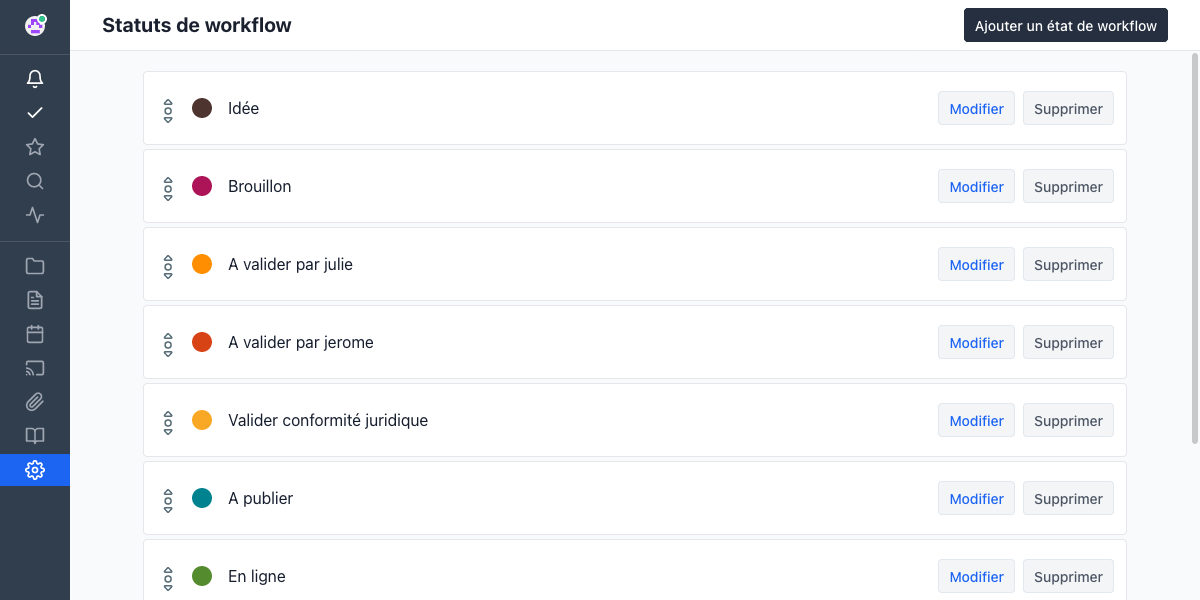 Statuts de workflow
Ajouter un état de workflow
Idée
Modifier
Supprimer
Brouillon
Modifier
Supprimer
A valider par julie
Modifier
Supprimer
A valider par jerome
Modifier
Supprimer
Valider conformité juridique
Modifier
Supprimer
A publier
Modifier
Supprimer
En ligne
Modifier
Supprimer